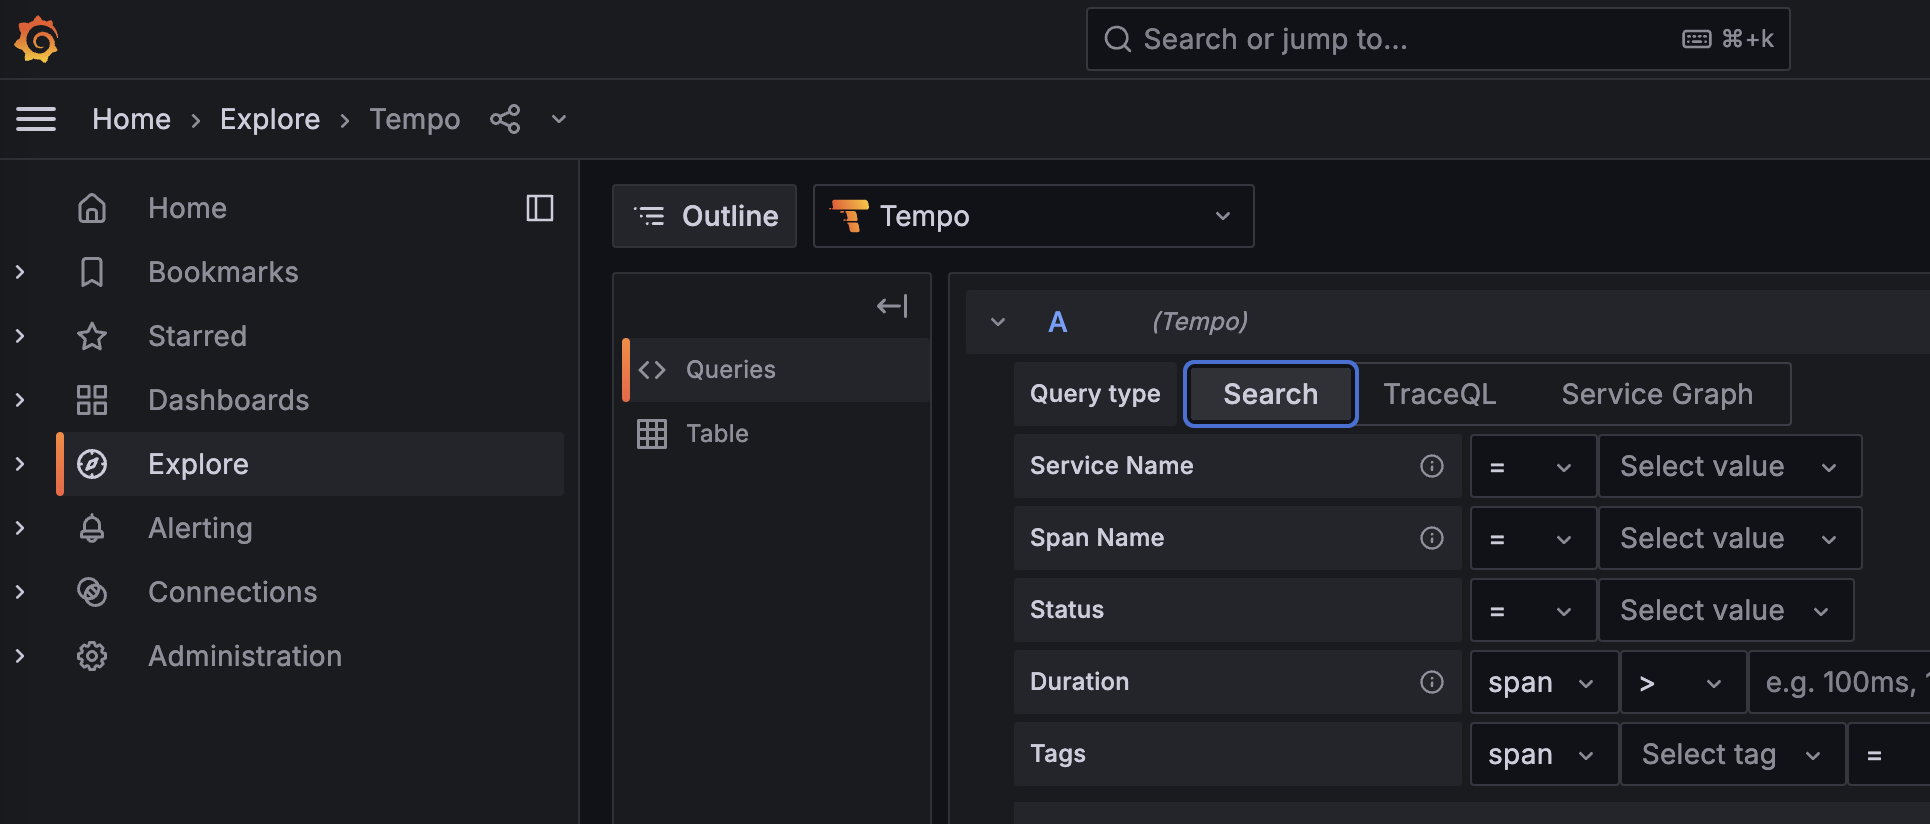 Search or jump to... ⌘+k
Home › Explore › Tempo
Home
Bookmarks
Starred
Dashboards
Explore
Alerting
Connections
Administration
Outline
Tempo
Queries
Table
A (Tempo)
Query type Search TraceQL Service Graph
Service Name = Select value
Span Name = Select value
Status = Select value
Duration span > e.g. 100ms,
Tags span Select tag =